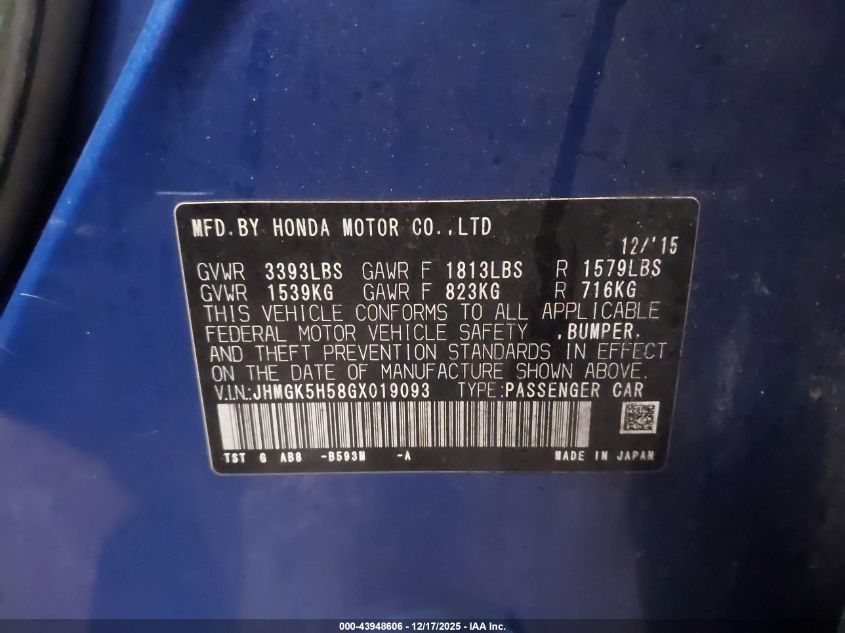 MFD.BY HONDA MOTOR CO.,LTD
12/'15
GVWR 3393LBS GAWR F 1813LBS R 1579LBS
GVWR 1539KG GAWR F 823KG R 716KG
THIS VEHICLE CONFORMS TO ALL APPLICABLE
FEDERAL MOTOR VEHICLE SAFETY ,BUMPER,
AND THEFT PREVENTION STANDARDS IN EFFECT
ON THE DATE OF MANUFACTURE SHOWN ABOVE.
V.I.N:JHMGK5H58GX019093 TYPE:PASSENGER CAR
TST G AB8 -B593M -A MADE IN JAPAN
000-43948606 - 12/17/2025 - IAA Inc.